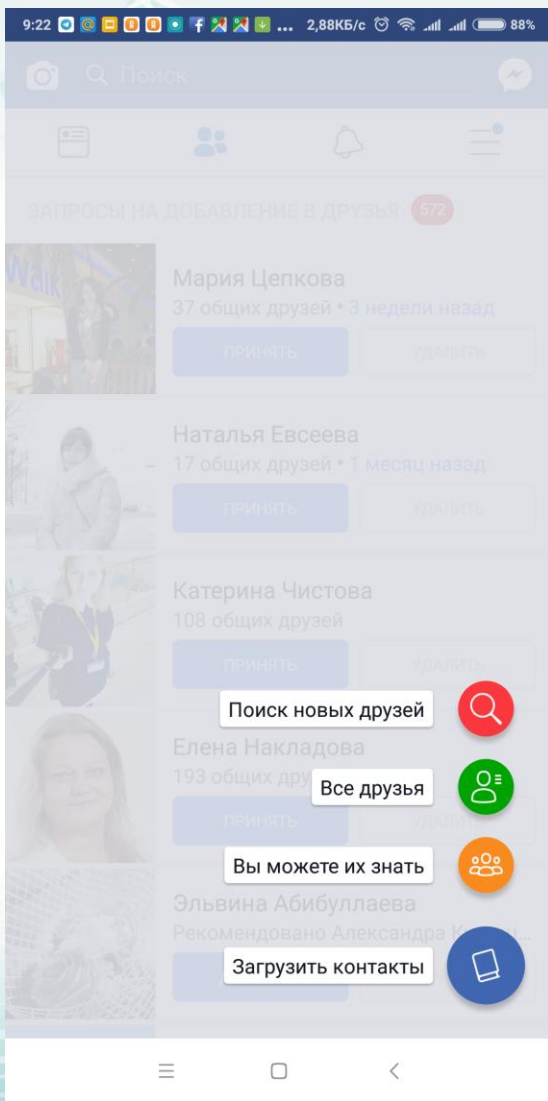 9:22 2,88КБ/с 88%
Поиск
ЗАПРОСЫ НА ДОБАВЛЕНИЕ В ДРУЗЬЯ 572
Walk
Мария Цепкова
37 общих друзей • 3 недели назад
ПРИНЯТЬ УДАЛИТЬ
Наталья Евсеева
17 общих друзей • 1 месяц назад
ПРИНЯТЬ УДАЛИТЬ
Катерина Чистова
108 общих друзей
ПРИНЯТЬ УДАЛИТЬ
Поиск новых друзей
Елена Накладова
193 общих дру
Все друзья
ПРИНЯТЬ
Вы можете их знать
Эльвина Абибуллаева
Рекомендовано Александра
Загрузить контакты